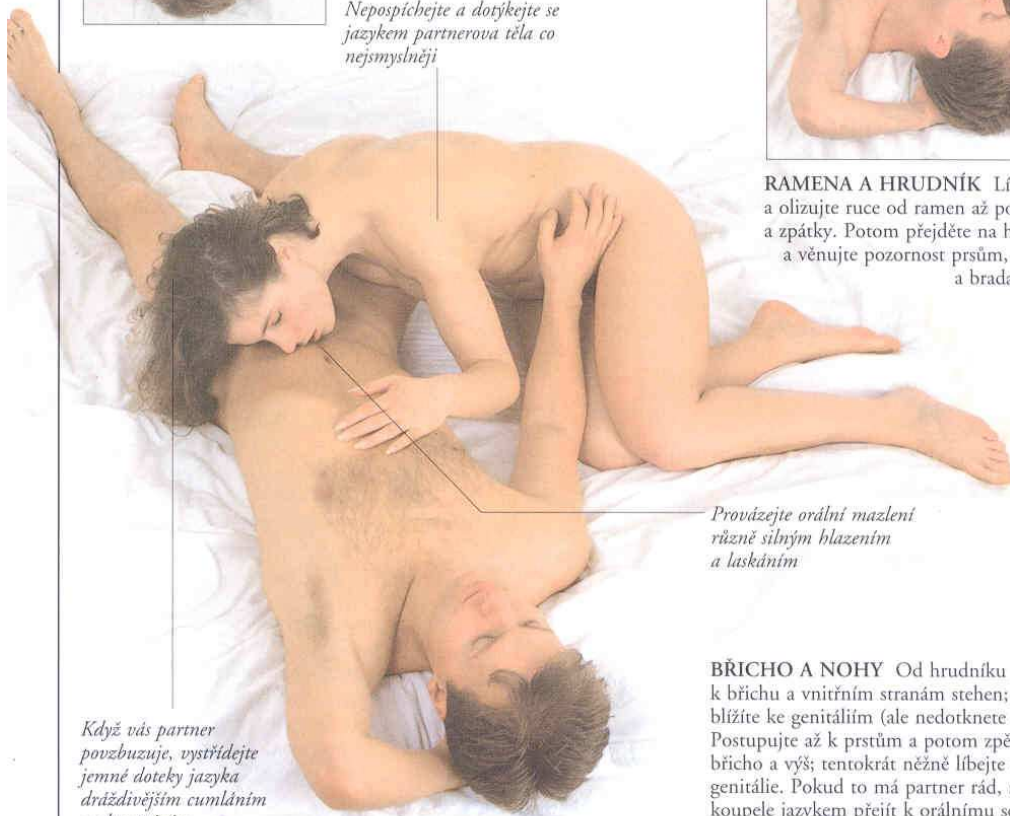 Nepospíchejte a dotýkejte se
jazykem partnerova těla co
nejsmyslněji
RAMENA A HRUDNÍK
a olizujte ruce od ramen až
a zpátky. Potom přejděte na
a věnujte pozornost prsům,
a
Provázejte orální mazlení
různě silným hlazením
a laskáním
BŘICHO A NOHY Od hrudníku
k břichu a vnitřním stranám stehen;
blížíte ke genitáliím (ale nedotknete
Postupujte až k prstům a potom
břicho a výš; tentokrát něžně líbejte
genitálie. Pokud to má partner rád,
koupele jazykem přejít k orálnímu
Když vás partner
povzbuzuje, vystřídejte
jemné doteky jazyka
dráždivějším cumláním